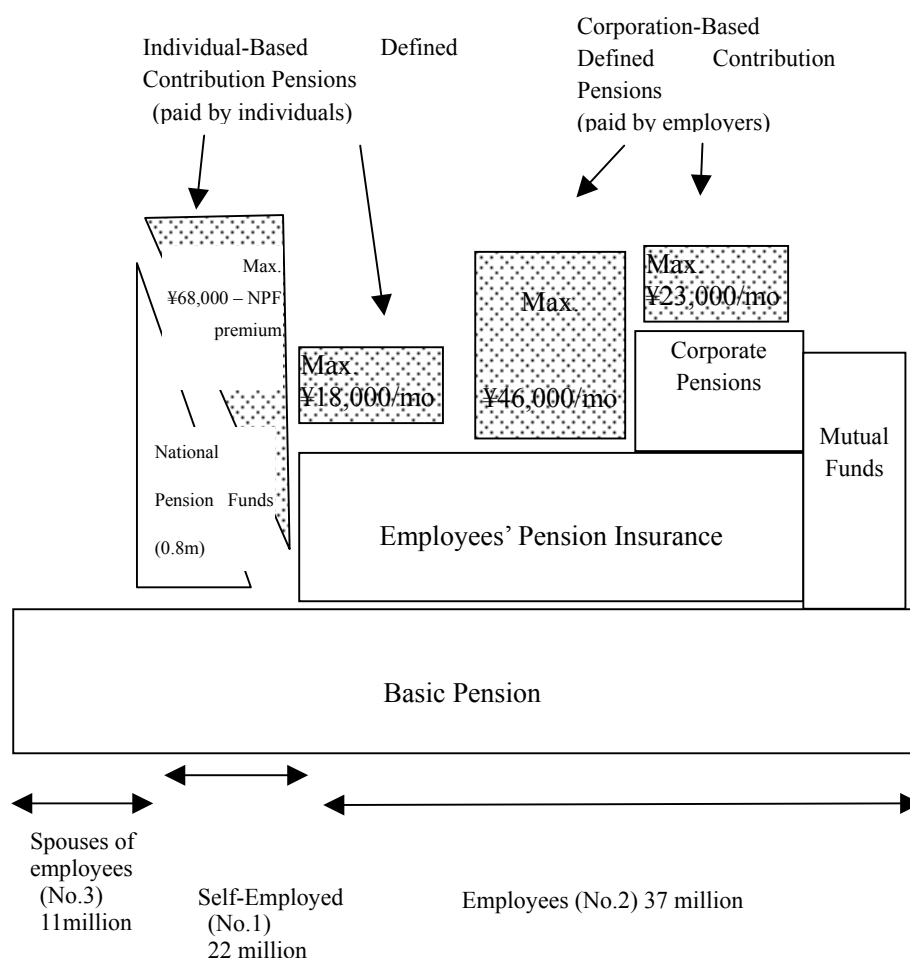 Individual-Based Defined
Contribution Pensions
(paid by individuals)
Corporation-Based
Defined Contribution
Pensions
(paid by employers)
Max.
¥68,000 – NPF
premium
Max.
¥18,000/mo
Max.
¥46,000/mo
Max.
¥23,000/mo
Corporate
Pensions
Mutual
Funds
National
Pension Funds
(0.8m)
Employees’ Pension Insurance
Basic Pension
Spouses of
employees
(No.3)
11million
Self-Employed
(No.1)
22 million
Employees (No.2) 37 million